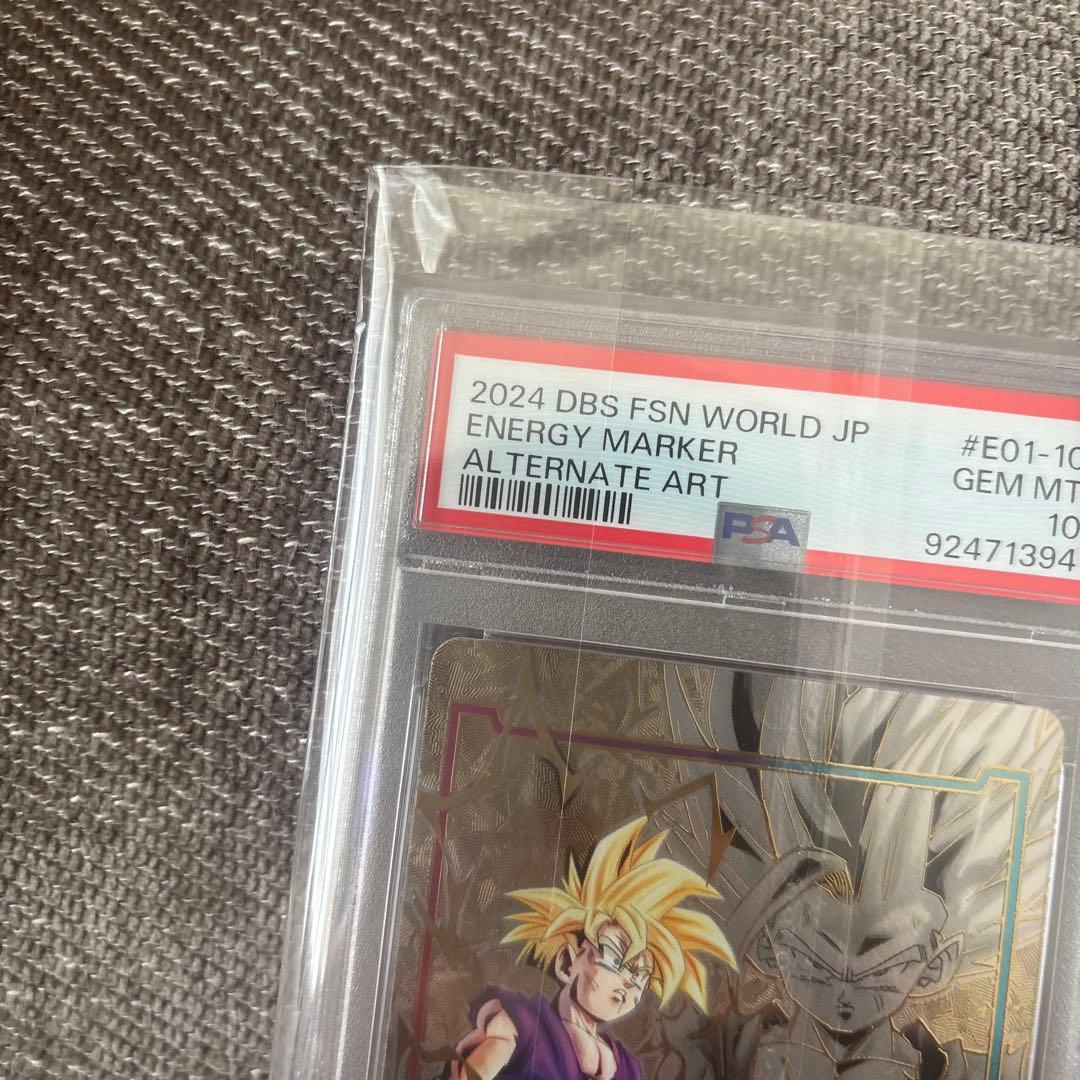 2024 DBS FSN WORLD JP
ENERGY MARKER
ALTERNATE ART
#E01-10
GEM MT
10
92471394
PSA